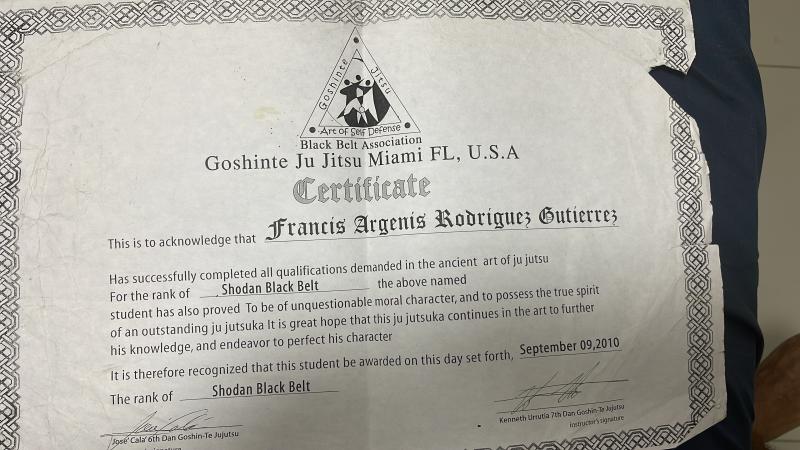 Goshinte Jitsu
Art of Self Defense
Black Belt Association
Goshinte Ju Jitsu Miami FL, U.S.A
Certificate
This is to acknowledge that Francis Argenis Rodriguez Gutierrez
Has successfully completed all qualifications demanded in the ancient art of ju jutsu
For the rank of Shodan Black Belt the above named
student has also proved To be of unquestionable moral character, and to possess the true spirit
of an outstanding ju jutsuka It is great hope that this ju jutsuka continues in the art to further
his knowledge, and endeavor to perfect his character
It is therefore recognized that this student be awarded on this day set forth, September 09,2010
The rank of Shodan Black Belt
José Cala' 6th Dan Goshin-Te Jujutsu
Kenneth Urrutia 7th Dan Goshin-Te Jujutsu
instructor's signature